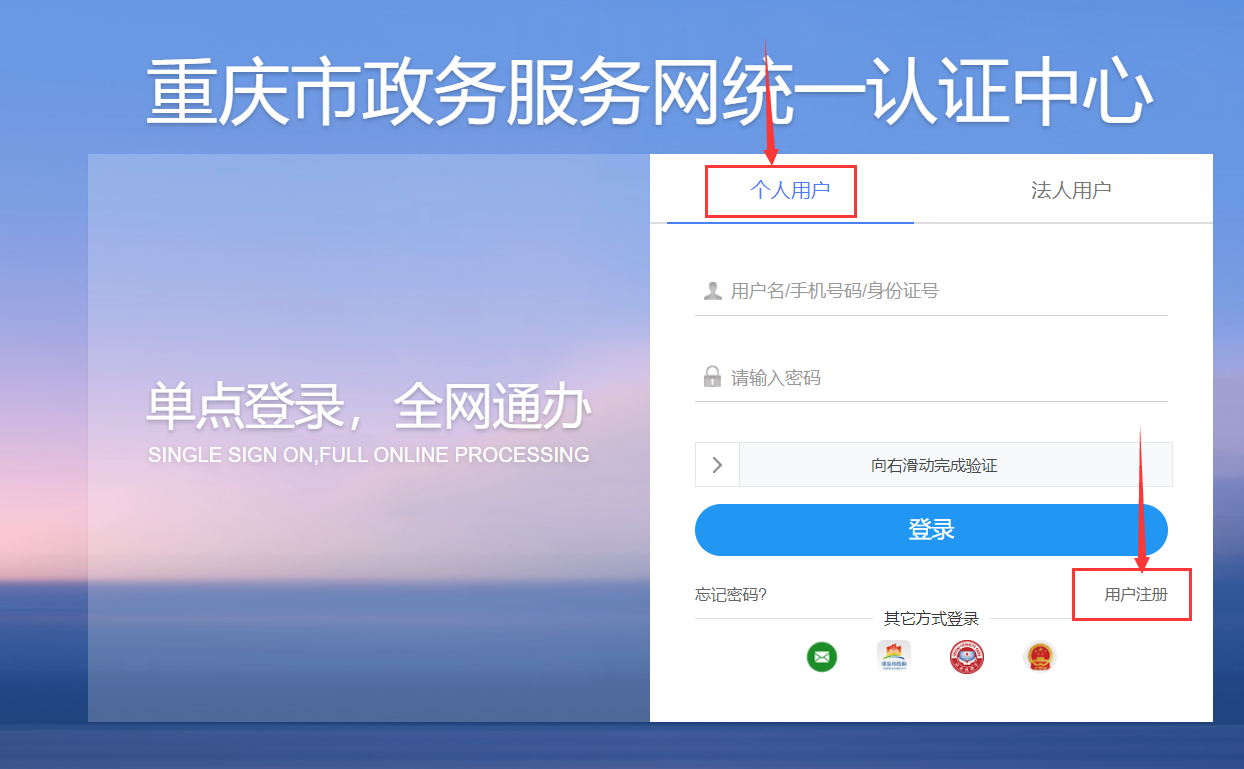 重庆市政务服务网统一认证中心
个人用户
法人用户
用户名/手机号码/身份证号
请输入密码
单点登录，全网通办
SINGLE SIGN ON,FULL ONLINE PROCESSING
向右滑动完成验证
登录
忘记密码?
用户注册
其它方式登录